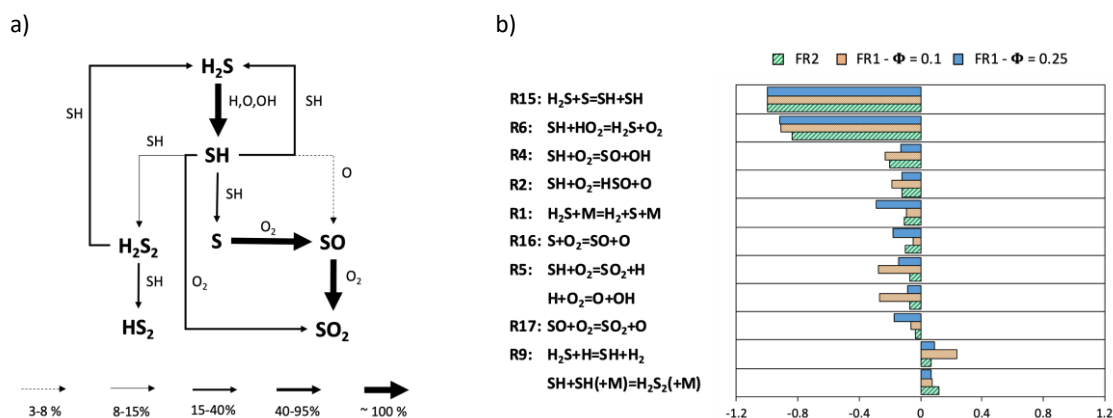 a)
H₂S
H,O,OH
SH
SH
SH
SH
O
SH
S
O₂
SO
H₂S₂
SH
O₂
O₂
HS₂
SO₂
3-8 %
8-15%
15-40%
40-95%
~ 100 %
b)
FR2
FR1 - Φ = 0.1
FR1 - Φ = 0.25
R15: H₂S+S=SH+SH
R6: SH+HO₂=H₂S+O₂
R4: SH+O₂=SO+OH
R2: SH+O₂=HSO+O
R1: H₂S+M=H₂+S+M
R16: S+O₂=SO+O
R5: SH+O₂=SO₂+H
H+O₂=O+OH
R17: SO+O₂=SO₂+O
R9: H₂S+H=SH+H₂
SH+SH(+M)=H₂S₂(+M)
-1.2 -0.8 -0.4 0 0.4 0.8 1.2